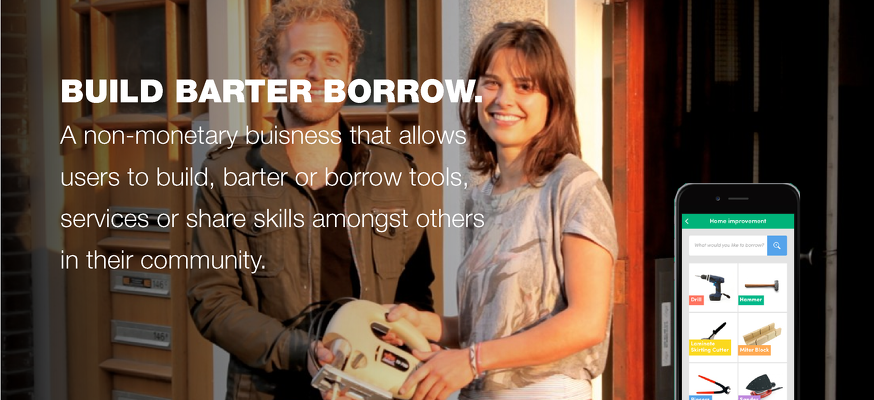 BUILD BARTER BORROW.
A non-monetary buisness that allows
users to build, barter or borrow tools,
services or share skills amongst others
in their community.
Home improvement
What would you like to borrow?
Drill
Hammer
Laminate
Skirting Cutter
Miter Block